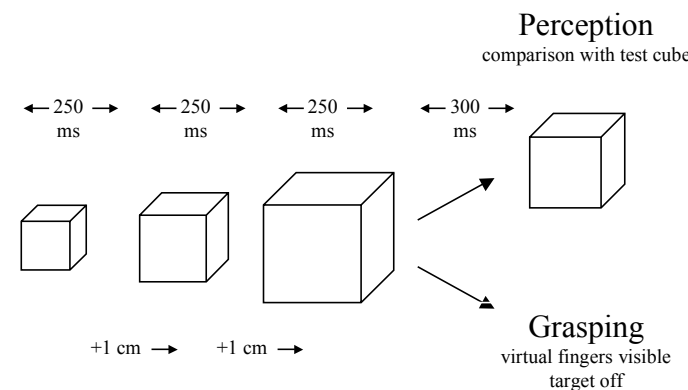 Perception
comparison with test cube
250
ms
250
ms
250
ms
300
ms
+1 cm
+1 cm
Grasping
virtual fingers visible
target off